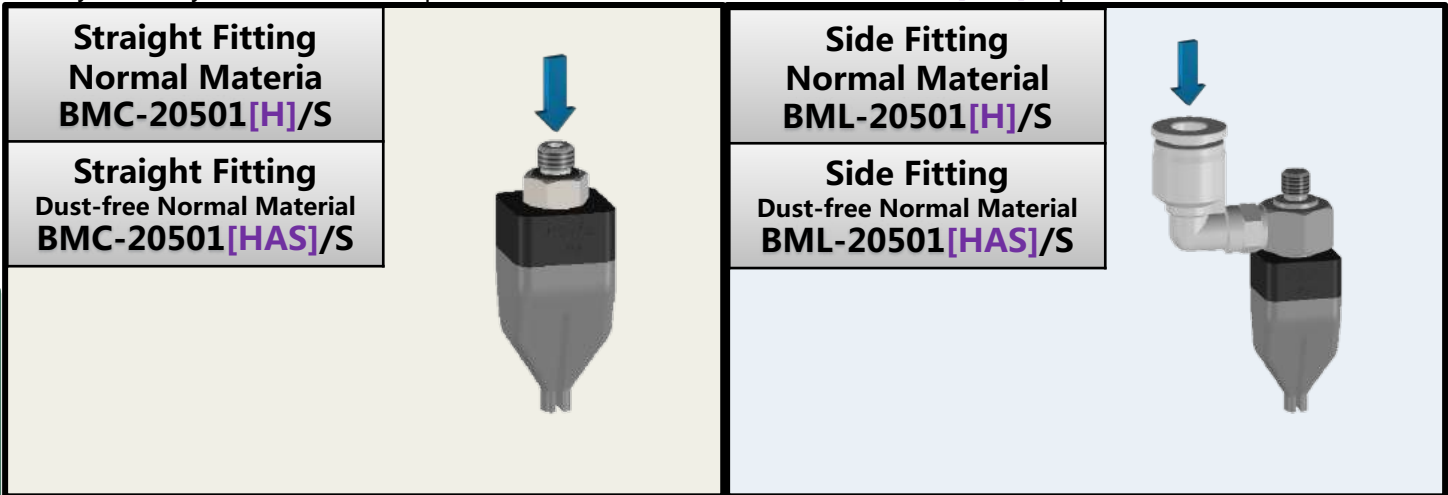 Straight Fitting
Normal Materia
BMC-20501[H]/S
Straight Fitting
Dust-free Normal Material
BMC-20501[HAS]/S
Side Fitting
Normal Material
BML-20501[H]/S
Side Fitting
Dust-free Normal Material
BML-20501[HAS]/S